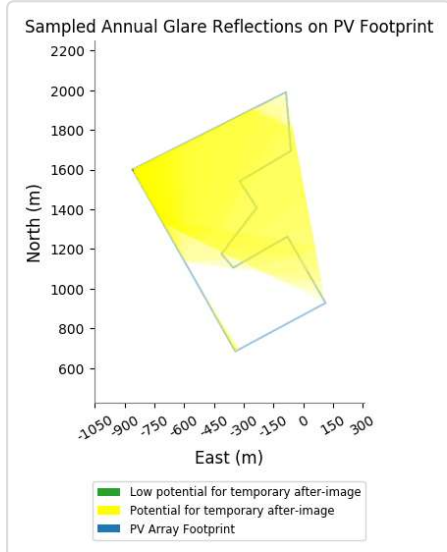 Sampled Annual Glare Reflections on PV Footprint
2200
2000
1800
1600
1400
1200
1000
800
600
North (m)
-1050 -900 -750 -600 -450 -300 -150 0 150 300
East (m)
Low potential for temporary after-image
Potential for temporary after-image
PV Array Footprint